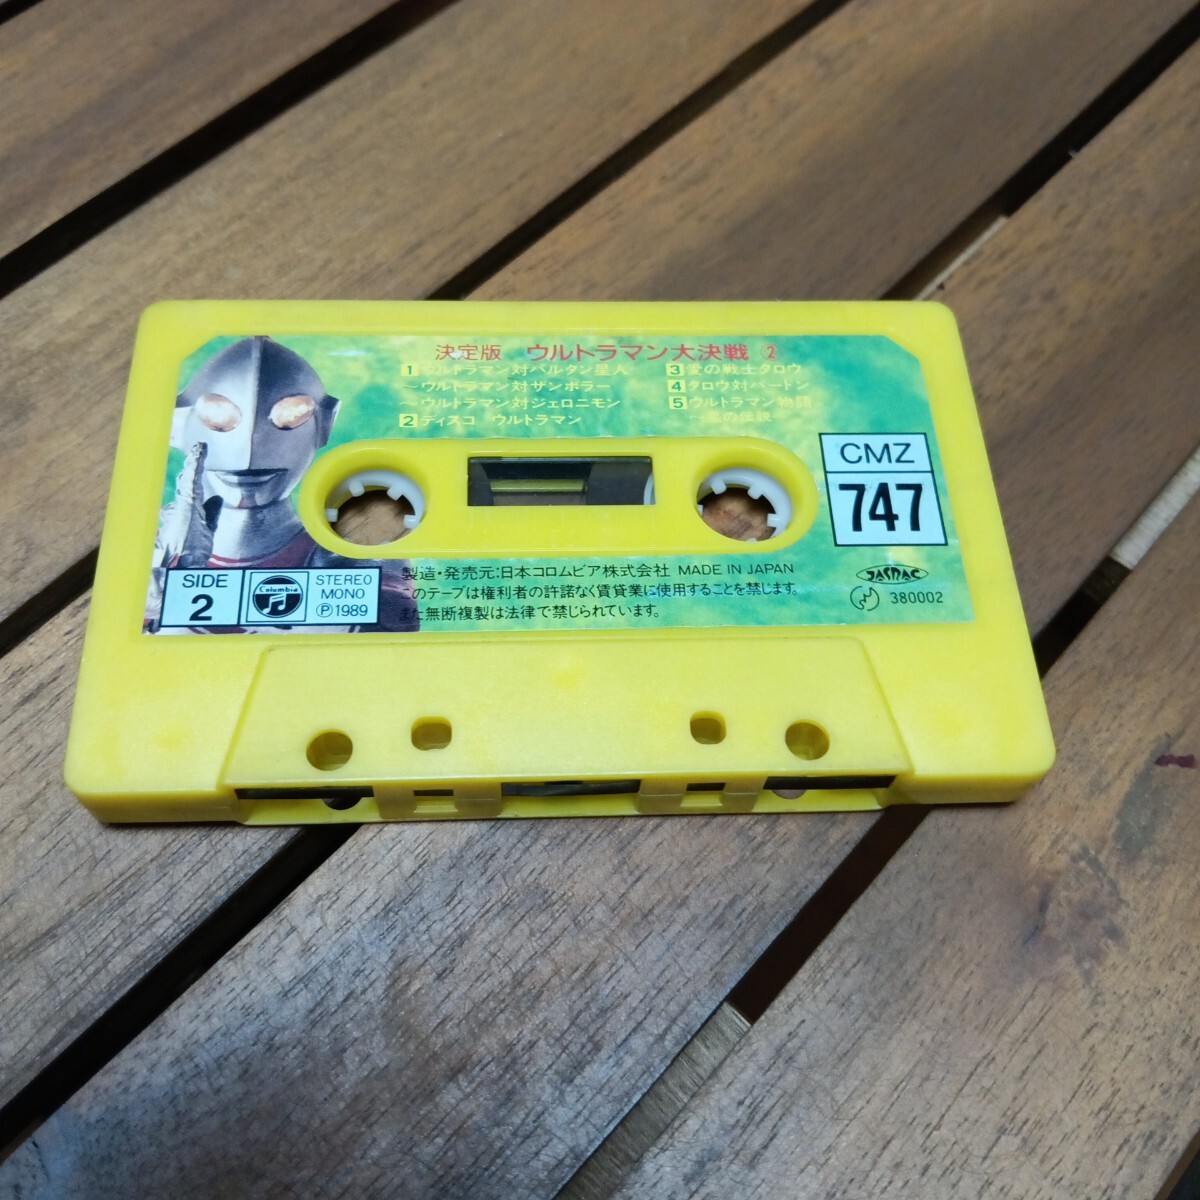 決定版 ウルトラマン大決戦 ②
1 ウルトラマン対バルタン星人
〜ウルトラマン対ザンボラー
〜ウルトラマン対ジェロニモン
2 ディスコ ウルトラマン
3 愛の戦士タロウ
4 タロウ対バードン
5 ウルトラマン物語
〜星の伝説〜
CMZ
747
SIDE
2
Columbia
STEREO
MONO
Ⓟ1989
製造・発売元:日本コロムビア株式会社 MADE IN JAPAN
このテープは権利者の許諾なく賃貸業に使用することを禁じます。
また無断複製は法律で禁じられています。
JASRAC
380002